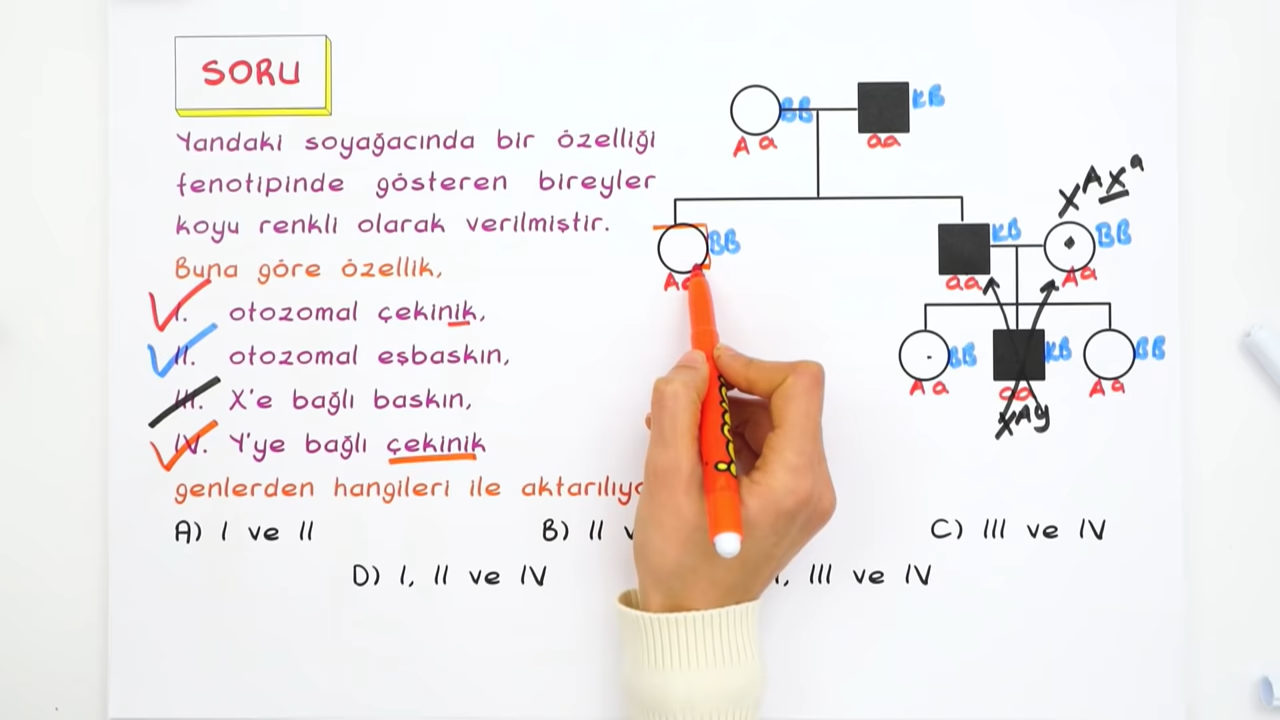 SORU
Yandaki soyağacında bir özelliği
fenotipinde gösteren bireyler
koyu renkli olarak verilmiştir.
Buna göre özellik,
I. otozomal çekinik,
II. otozomal eşbaskın,
III. X'e bağlı baskın,
IV. Y'ye bağlı çekinik
genlerden hangileri ile
A) I ve II
B) II
C) III ve IV
D) I, II ve IV
III ve IV
BB KB
Aa aa
X^A X^a
BB KB BB
Aa aa Aa
BB KB BB
Aa aa Aa
X^A y